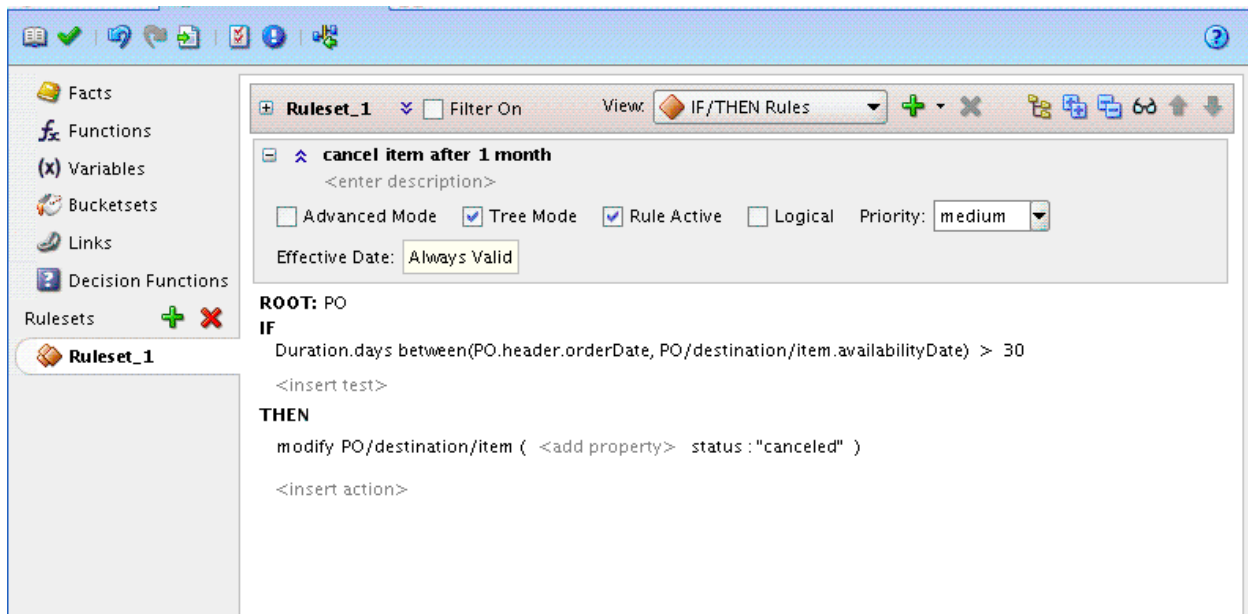 Facts
Functions
Variables
Bucketsets
Links
Decision Functions
Rulesets
Ruleset_1
Ruleset_1 Filter On View: IF/THEN Rules
cancel item after 1 month
<enter description>
Advanced Mode Tree Mode Rule Active Logical Priority: medium
Effective Date: Always Valid
ROOT: PO
IF
Duration.days between(PO.header.orderDate, PO/destination/item.availabilityDate) > 30
<insert test>
THEN
modify PO/destination/item ( <add property> status : "canceled" )
<insert action>